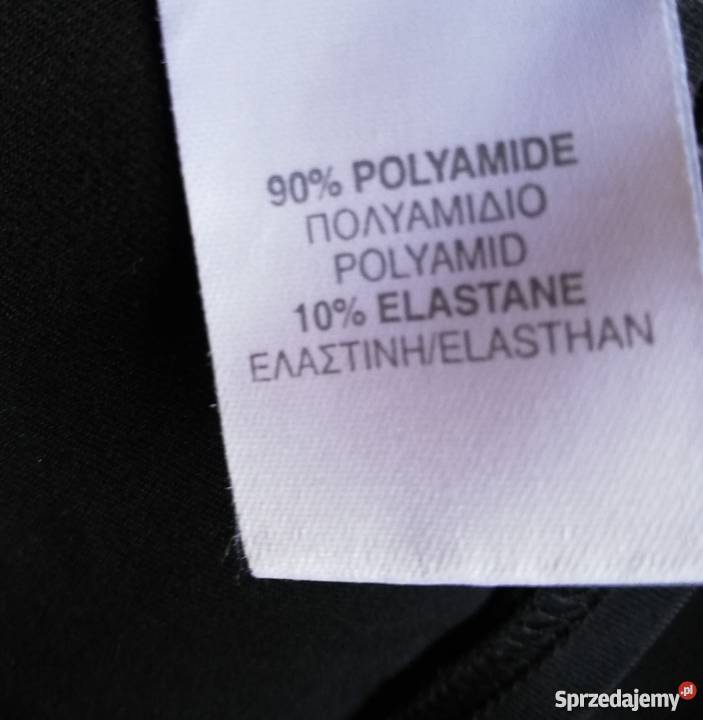 90% POLYAMIDE
ΠΟΛΥΑΜΙΔΙΟ
POLYAMID
10% ELASTANE
ΕΛΑΣΤΙΝΗ/ELASTHAN
Sprzedajemy.pl